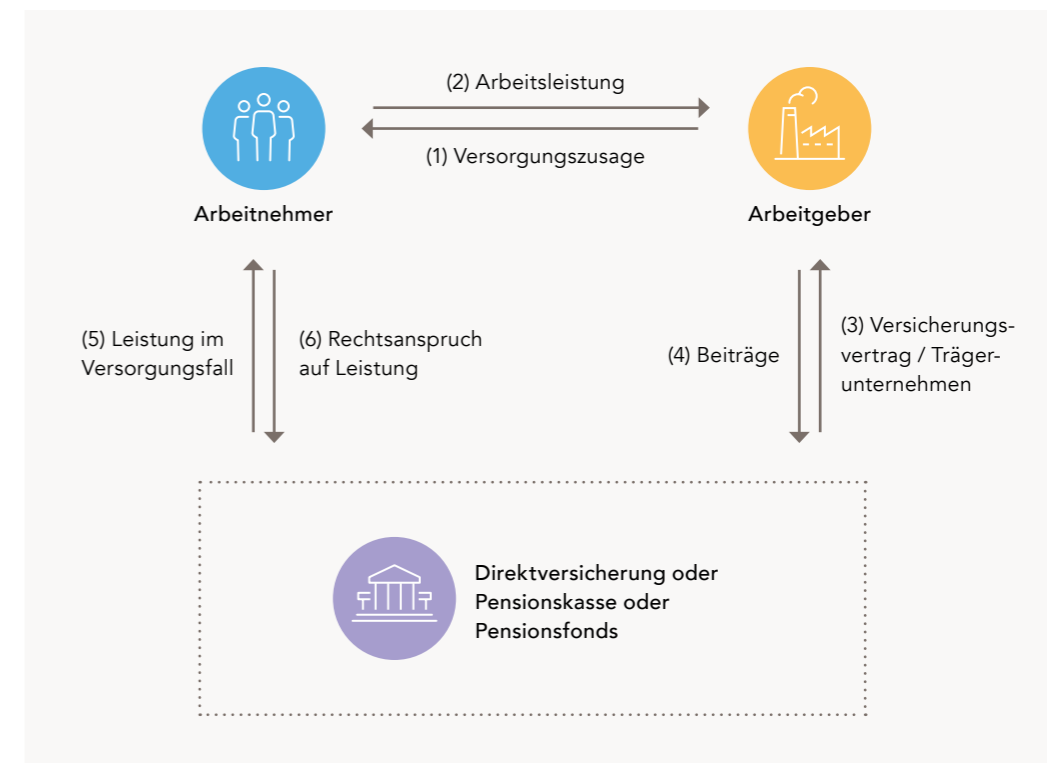 (2) Arbeitsleistung
(1) Versorgungszusage
Arbeitnehmer
Arbeitgeber
(5) Leistung im
Versorgungsfall
(6) Rechtsanspruch
auf Leistung
(4) Beiträge
(3) Versicherungs-
vertrag / Träger-
unternehmen
Direktversicherung oder
Pensionskasse oder
Pensionsfonds